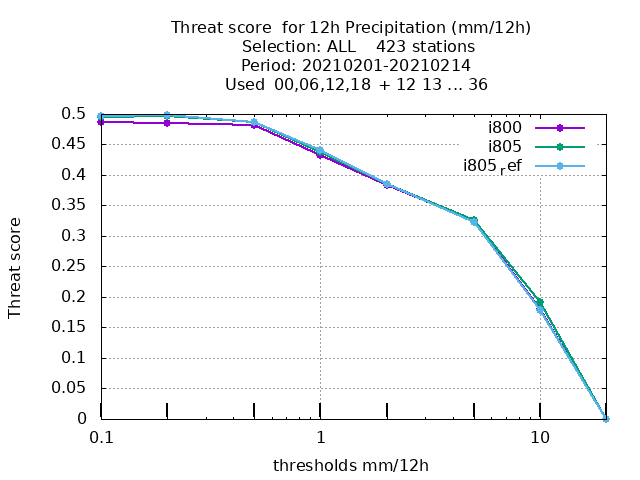 Threat score  for 12h Precipitation (mm/12h)
Selection: ALL    423 stations
Period: 20210201-20210214
Used  00,06,12,18  + 12 13 ... 36
i800
i805
i805ref
Threat score
0.5
0.45
0.4
0.35
0.3
0.25
0.2
0.15
0.1
0.05
0
0.1
1
10
thresholds mm/12h